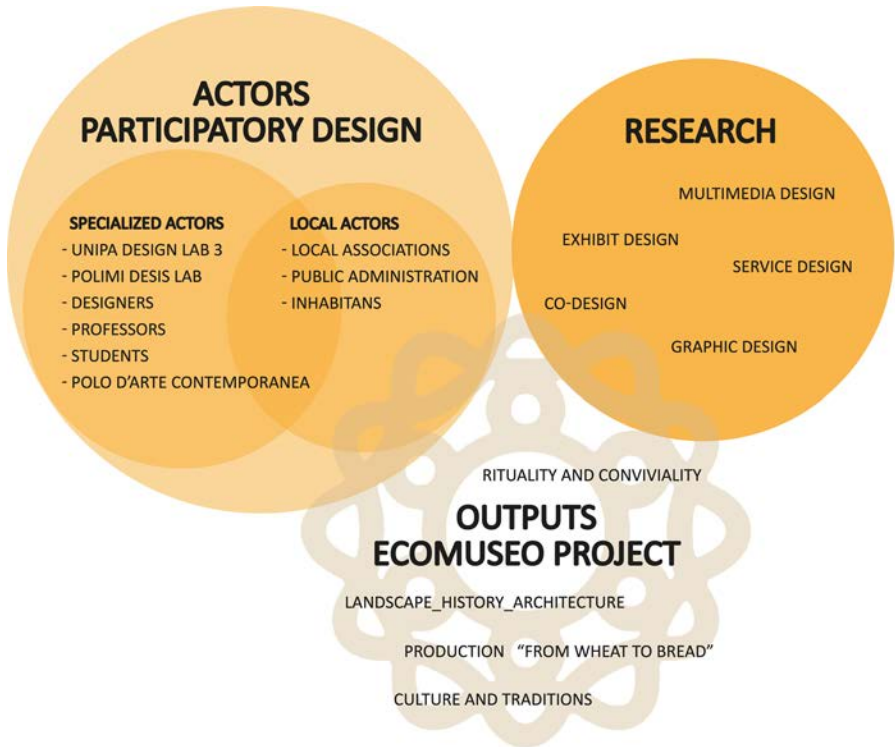 ACTORS
PARTICIPATORY DESIGN
SPECIALIZED ACTORS
- UNIPA DESIGN LAB 3
- POLIMI DESIS LAB
- DESIGNERS
- PROFESSORS
- STUDENTS
- POLO D'ARTE CONTEMPORANEA
LOCAL ACTORS
- LOCAL ASSOCIATIONS
- PUBLIC ADMINISTRATION
- INHABITANS
RESEARCH
MULTIMEDIA DESIGN
EXHIBIT DESIGN
SERVICE DESIGN
CO-DESIGN
GRAPHIC DESIGN
RITUALITY AND CONVIVIALITY
OUTPUTS
ECOMUSEO PROJECT
LANDSCAPE_HISTORY_ARCHITECTURE
PRODUCTION “FROM WHEAT TO BREAD”
CULTURE AND TRADITIONS